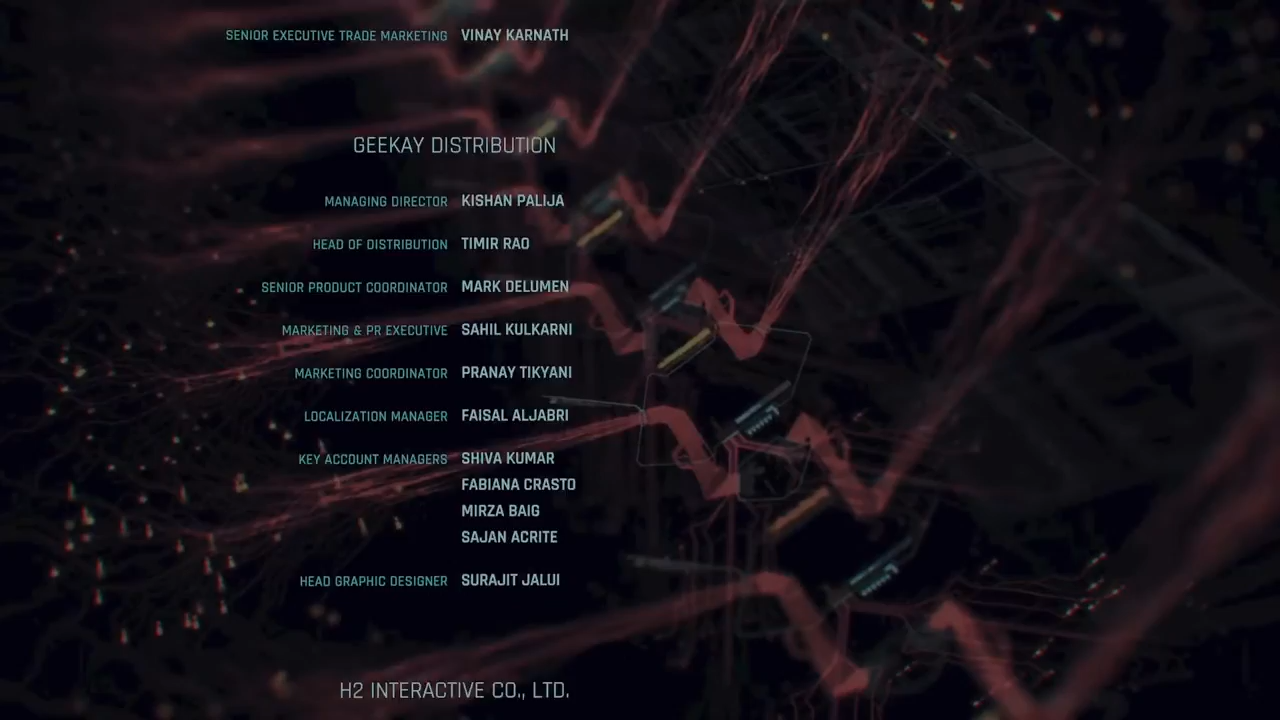 SENIOR EXECUTIVE TRADE MARKETING VINAY KARNATH
GEEKAY DISTRIBUTION
MANAGING DIRECTOR KISHAN PALIJA
HEAD OF DISTRIBUTION TIMIR RAO
SENIOR PRODUCT COORDINATOR MARK DELUMEN
MARKETING & PR EXECUTIVE SAHIL KULKARNI
MARKETING COORDINATOR PRANAY TIKYANI
LOCALIZATION MANAGER FAISAL ALJABRI
KEY ACCOUNT MANAGERS SHIVA KUMAR
FABIANA CRASTO
MIRZA BAIG
SAJAN ACRITE
HEAD GRAPHIC DESIGNER SURAJIT JALUI
H2 INTERACTIVE CO., LTD.